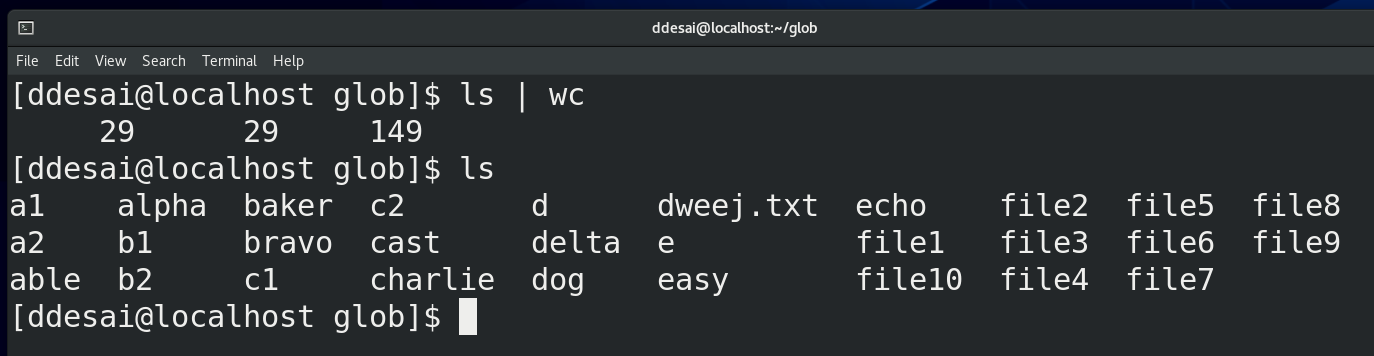 ddesai@localhost:~/glob
File Edit View Search Terminal Help
[ddesai@localhost glob]$ ls | wc
     29      29     149
[ddesai@localhost glob]$ ls
a1    alpha  baker  c2       d      dweej.txt  echo    file2  file5  file8
a2    b1     bravo  cast     delta  e          file1   file3  file6  file9
able  b2     c1     charlie  dog    easy       file10  file4  file7
[ddesai@localhost glob]$